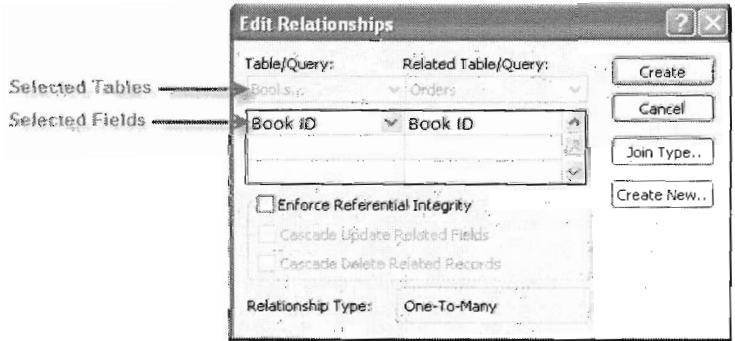 Edit Relationships
Table/Query: Related Table/Query: Create
Selected Tables Books Orders
Cancel
Selected Fields Book ID Book ID
Join Type..
Create New..
Enforce Referential Integrity
Cascade Update Related Fields
Cascade Delete Related Records
Relationship Type: One-To-Many